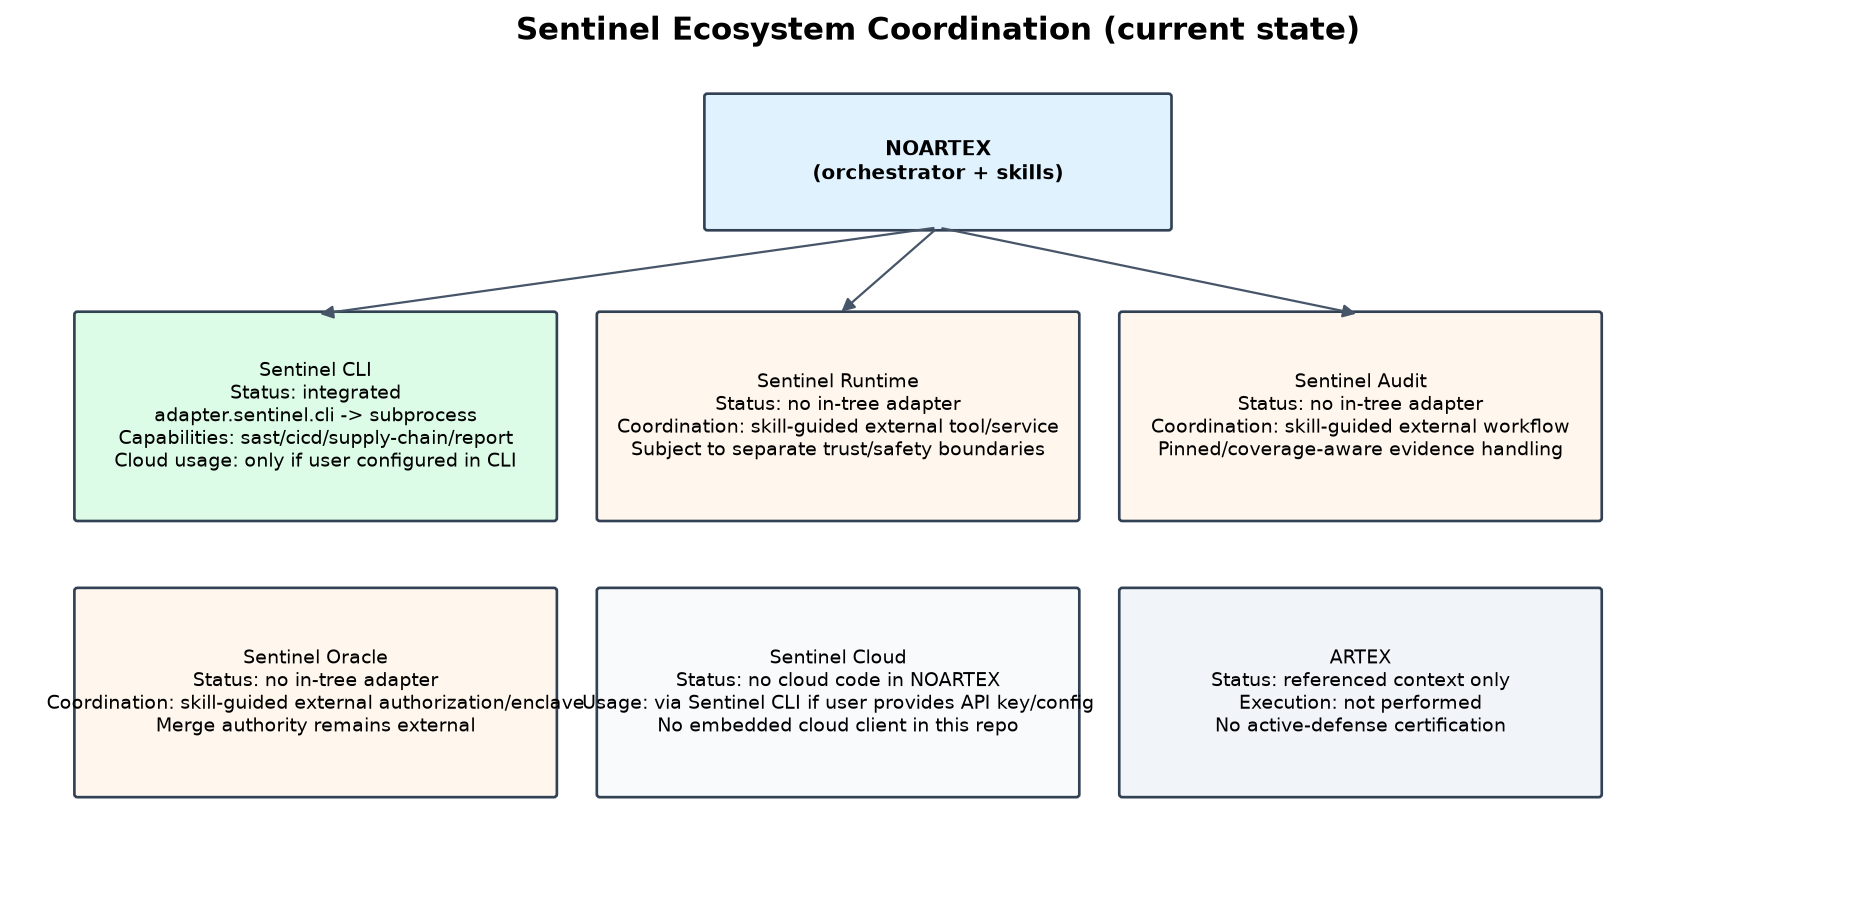 Sentinel Ecosystem Coordination (current state)
NOARTEX
(orchestrator + skills)
Sentinel CLI
Status: integrated
adapter.sentinel.cli -> subprocess
Capabilities: sast/cicd/supply-chain/report
Cloud usage: only if user configured in CLI
Sentinel Runtime
Status: no in-tree adapter
Coordination: skill-guided external tool/service
Subject to separate trust/safety boundaries
Sentinel Audit
Status: no in-tree adapter
Coordination: skill-guided external workflow
Pinned/coverage-aware evidence handling
Sentinel Oracle
Status: no in-tree adapter
Coordination: skill-guided external authorization/enclave
Merge authority remains external
Sentinel Cloud
Status: no cloud code in NOARTEX
Usage: via Sentinel CLI if user provides API key/config
No embedded cloud client in this repo
ARTEX
Status: referenced context only
Execution: not performed
No active-defense certification